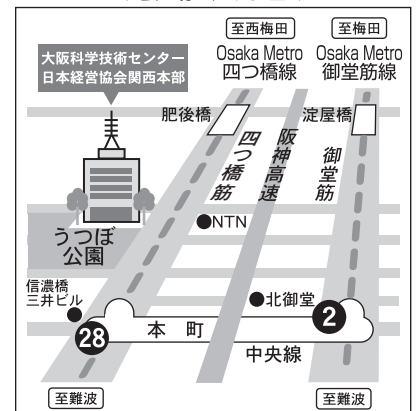 至西梅田
至梅田
Osaka Metro
四つ橋線
Osaka Metro
御堂筋線
大阪科学技術センター
日本経営協会関西本部
肥後橋
淀屋橋
四つ橋筋
阪神高速
御堂筋
うつぼ
公園
NTN
信濃橋
三井ビル
北御堂
2
28
本町
中央線
至難波
至難波